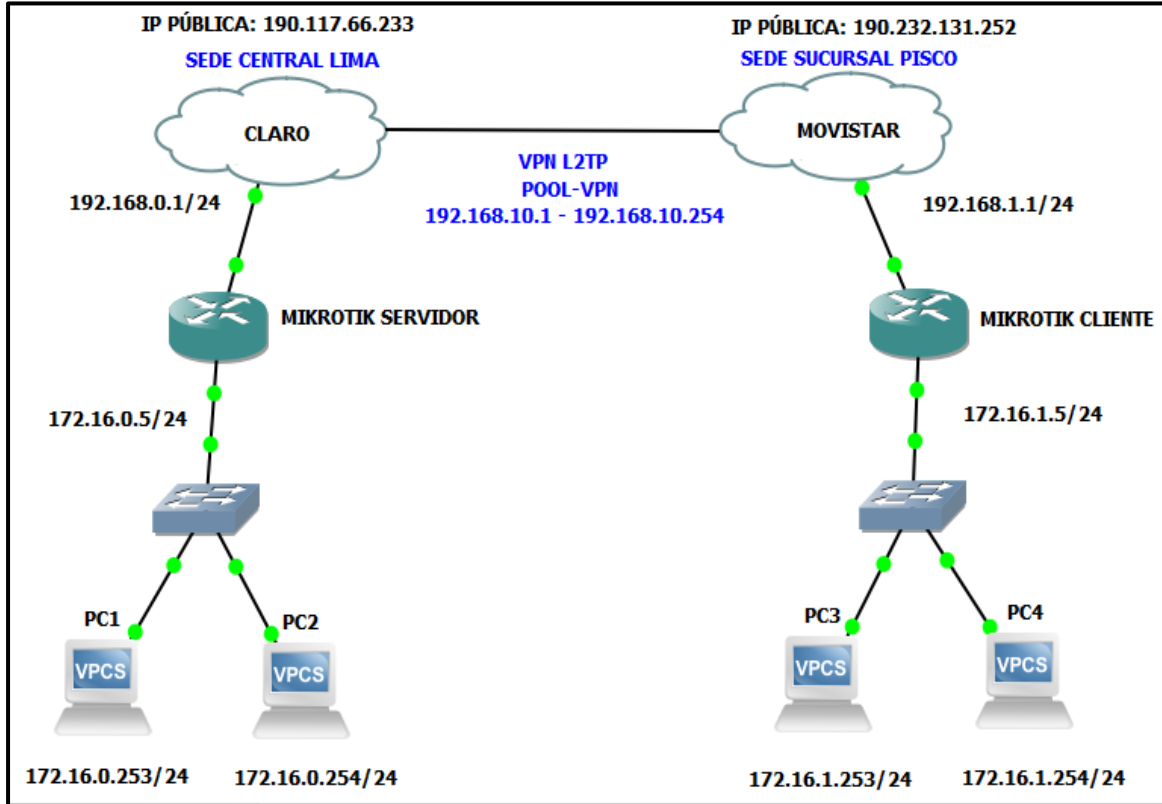 IP PÚBLICA: 190.117.66.233
SEDE CENTRAL LIMA
IP PÚBLICA: 190.232.131.252
SEDE SUCURSAL PISCO
CLARO
MOVISTAR
VPN L2TP
POOL-VPN
192.168.10.1 - 192.168.10.254
192.168.0.1/24
192.168.1.1/24
MIKROTIK SERVIDOR
MIKROTIK CLIENTE
172.16.0.5/24
172.16.1.5/24
PC1
PC2
PC3
PC4
VPCS
VPCS
VPCS
VPCS
172.16.0.253/24
172.16.0.254/24
172.16.1.253/24
172.16.1.254/24